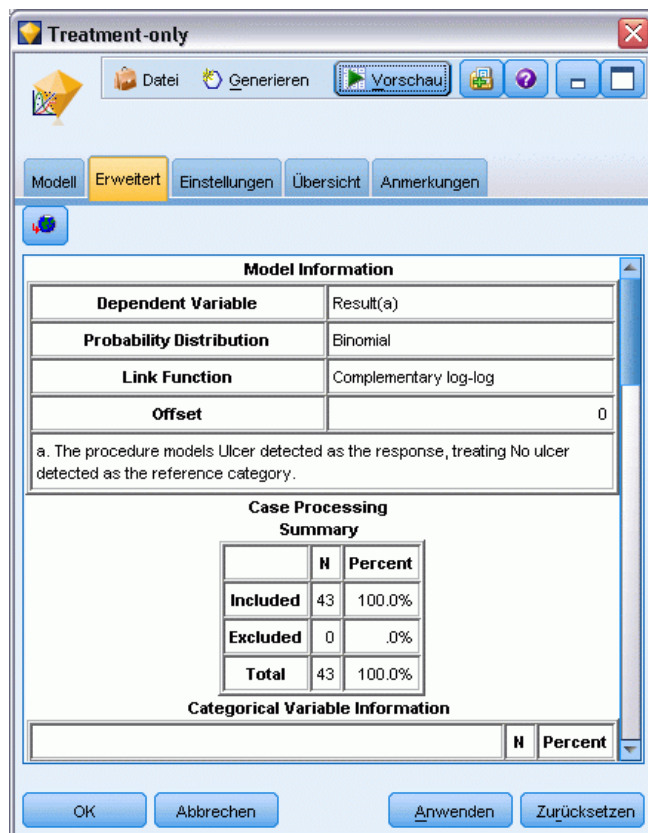 Treatment-only
Datei Generieren Vorschau
Modell Erweitert Einstellungen Übersicht Anmerkungen
Model Information
Dependent Variable Result(a)
Probability Distribution Binomial
Link Function Complementary log-log
Offset 0
a. The procedure models Ulcer detected as the response, treating No ulcer
detected as the reference category.
Case Processing
Summary
N Percent
Included 43 100.0%
Excluded 0 .0%
Total 43 100.0%
Categorical Variable Information
N Percent
OK Abbrechen Anwenden Zurücksetzen